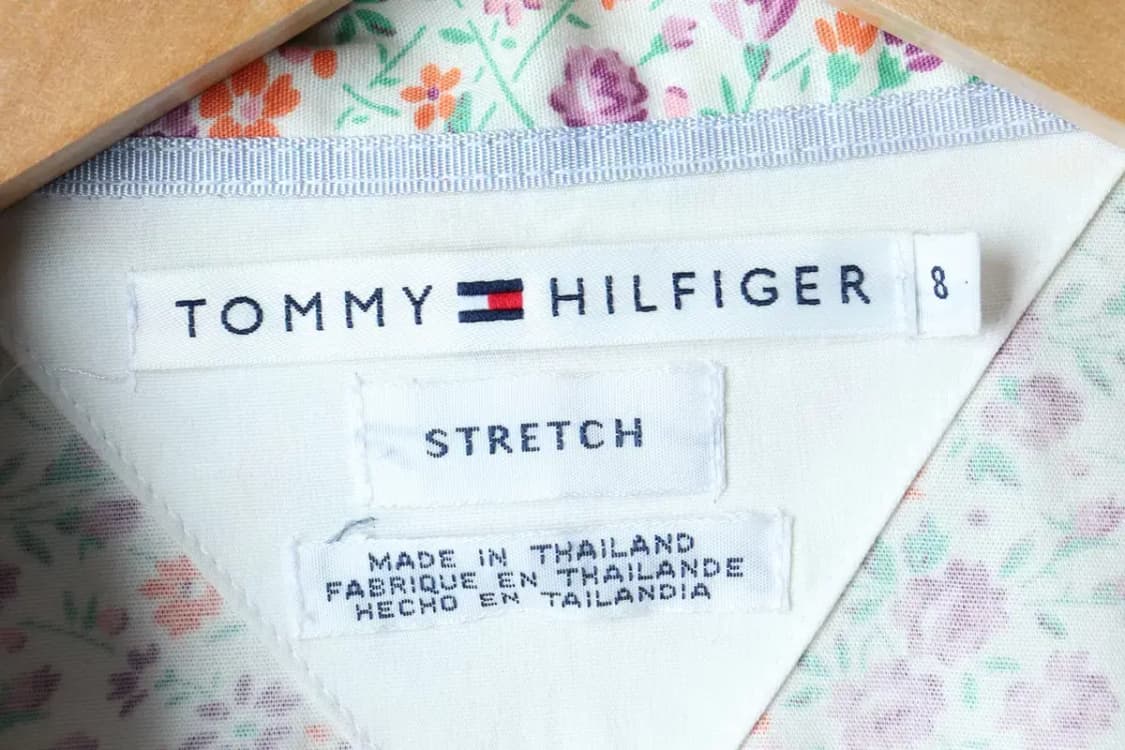 TOMMY HILFIGER 8
STRETCH
MADE IN THAILAND
FABRIQUE EN THAILANDE
HECHO EN TAILANDIA